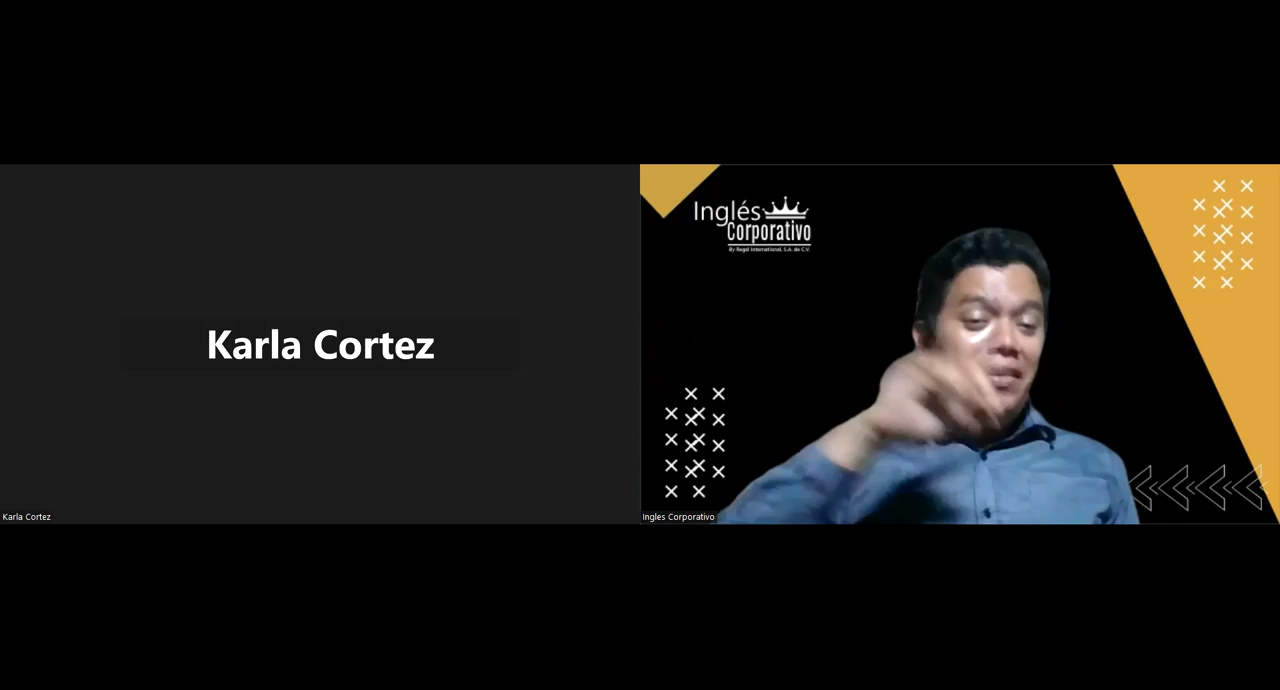 Karla Cortez
Karla Cortez
Inglés
Corporativo
By Regal International, S.A. de C.V.
Ingles Corporativo